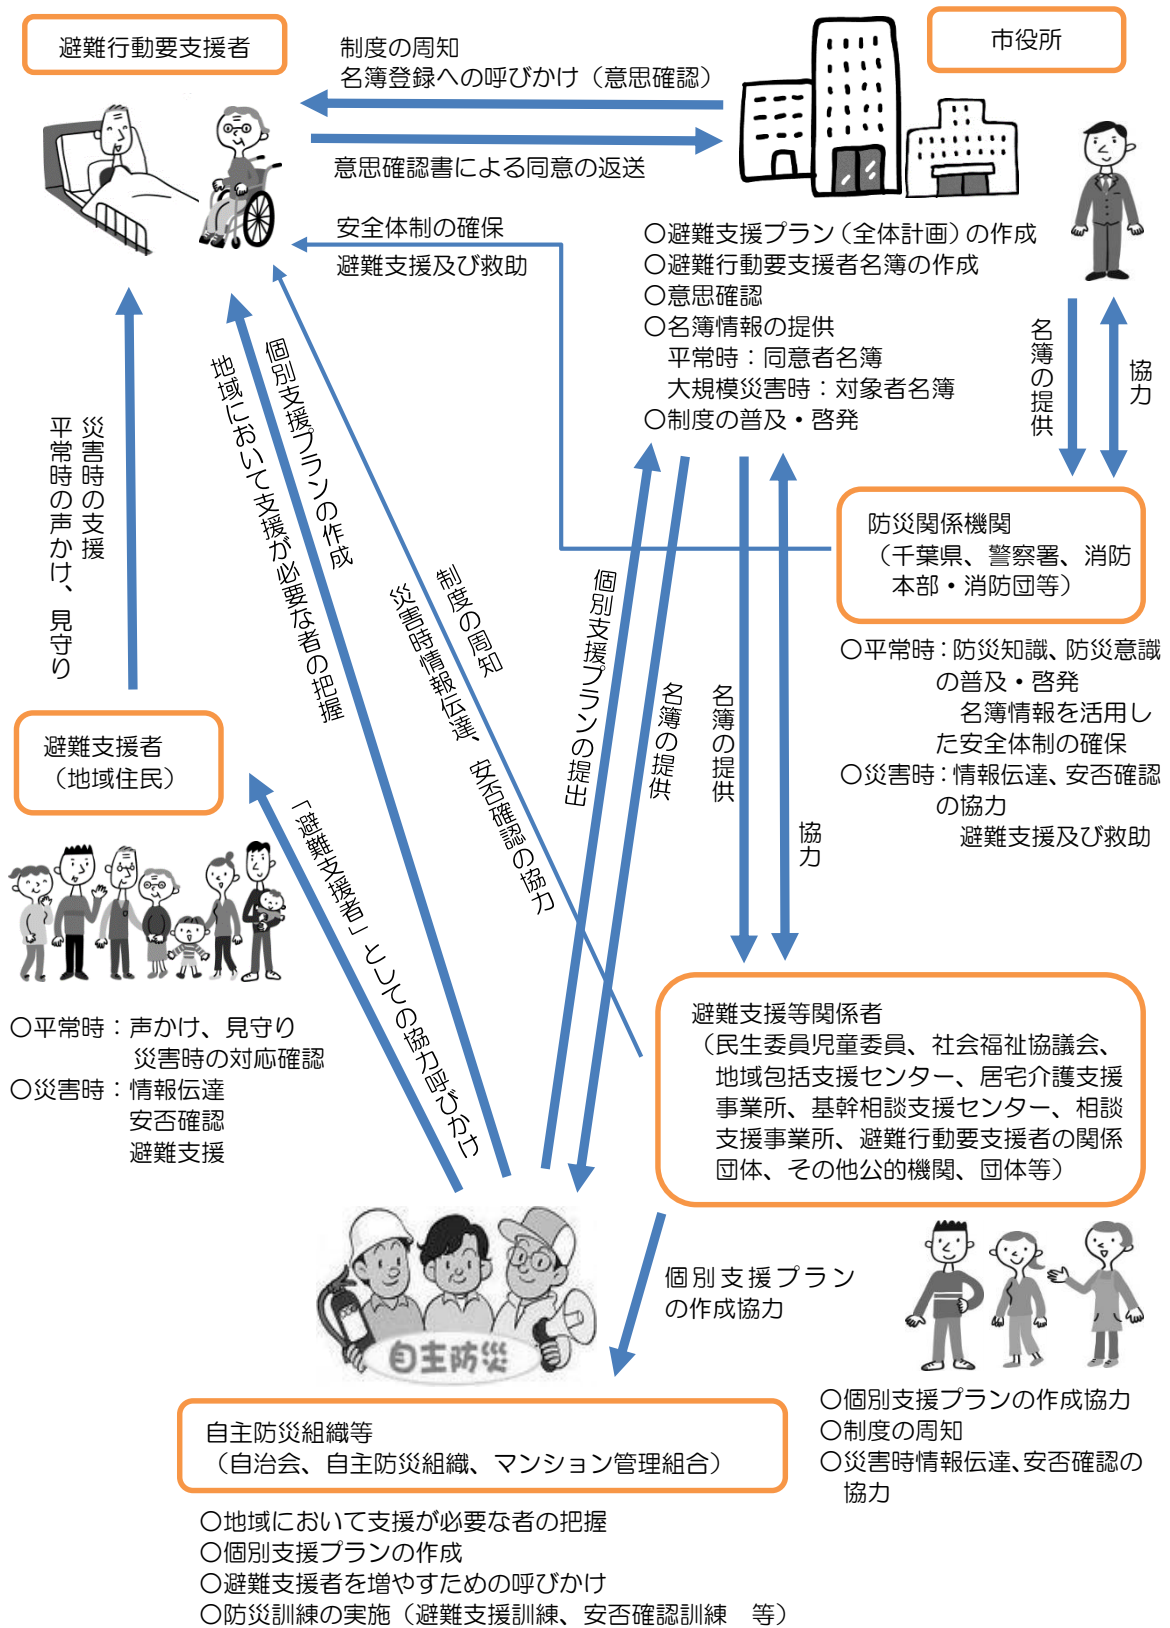 避難行動要支援者
市役所
制度の周知
名簿登録への呼びかけ（意思確認）
意思確認書による同意の返送
安全体制の確保
避難支援及び救助
〇避難支援プラン（全体計画）の作成
〇避難行動要支援者名簿の作成
〇意思確認
〇名簿情報の提供
平常時：同意者名簿
大規模災害時：対象者名簿
〇制度の普及・啓発
名簿の提供
協力
災害時の支援
平常時の声かけ、見守り
個別支援プランの作成
地域において支援が必要な者の把握
制度の周知
災害時情報伝達、安否確認の協力
個別支援プランの提出
名簿の提供
名簿の提供
協力
防災関係機関
（千葉県、警察署、消防
本部・消防団等）
〇平常時：防災知識、防災意識
の普及・啓発
名簿情報を活用し
た安全体制の確保
〇災害時：情報伝達、安否確認
の協力
避難支援及び救助
避難支援者
（地域住民）
「避難支援者」としての協力呼びかけ
〇平常時：声かけ、見守り
災害時の対応確認
〇災害時：情報伝達
安否確認
避難支援
避難支援等関係者
（民生委員児童委員、社会福祉協議会、
地域包括支援センター、居宅介護支援
事業所、基幹相談支援センター、相談
支援事業所、避難行動要支援者の関係
団体、その他公的機関、団体等）
個別支援プラン
の作成協力
自主防災
〇個別支援プランの作成協力
〇制度の周知
〇災害時情報伝達、安否確認の
協力
自主防災組織等
（自治会、自主防災組織、マンション管理組合）
〇地域において支援が必要な者の把握
〇個別支援プランの作成
〇避難支援者を増やすための呼びかけ
〇防災訓練の実施（避難支援訓練、安否確認訓練　等）